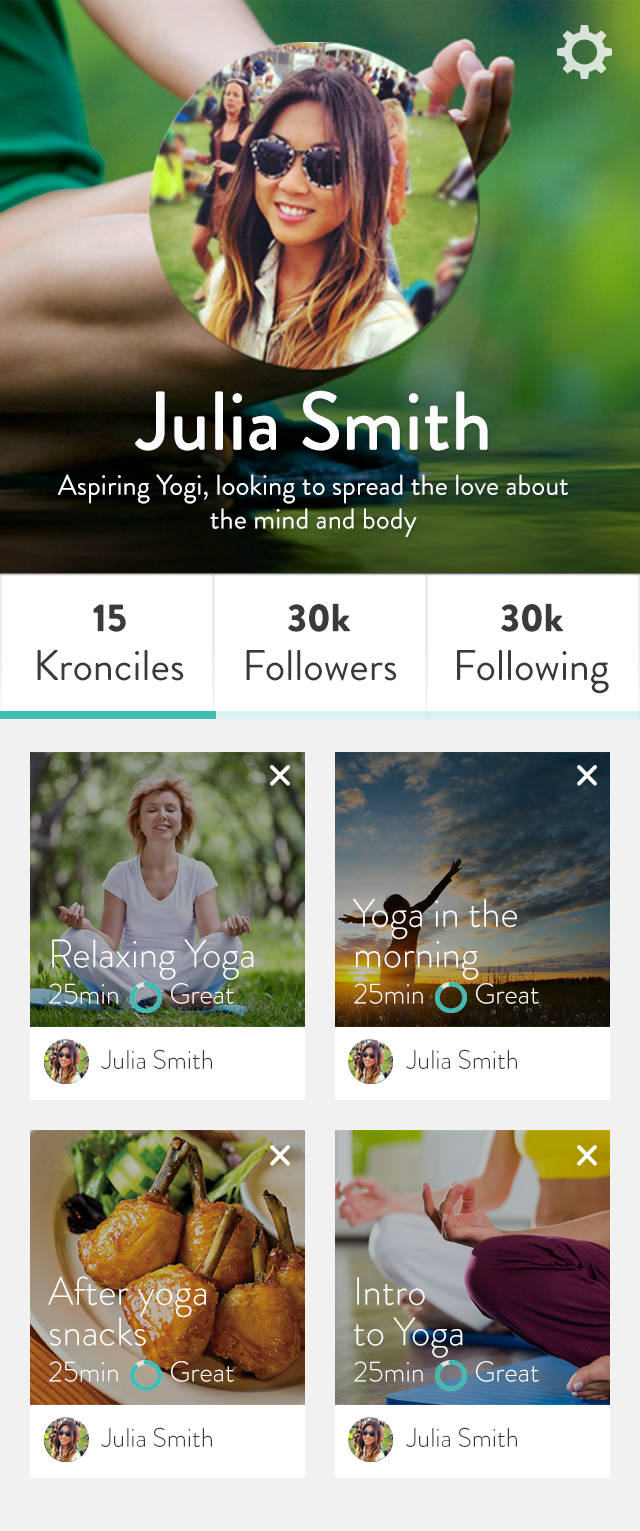 Julia Smith
Aspiring Yogi, looking to spread the love about
the mind and body
15
Kronciles
30k
Followers
30k
Following
Relaxing Yoga
25min Great
Julia Smith
Yoga in the
morning
25min Great
Julia Smith
After yoga
snacks
25min Great
Julia Smith
Intro
to Yoga
25min Great
Julia Smith